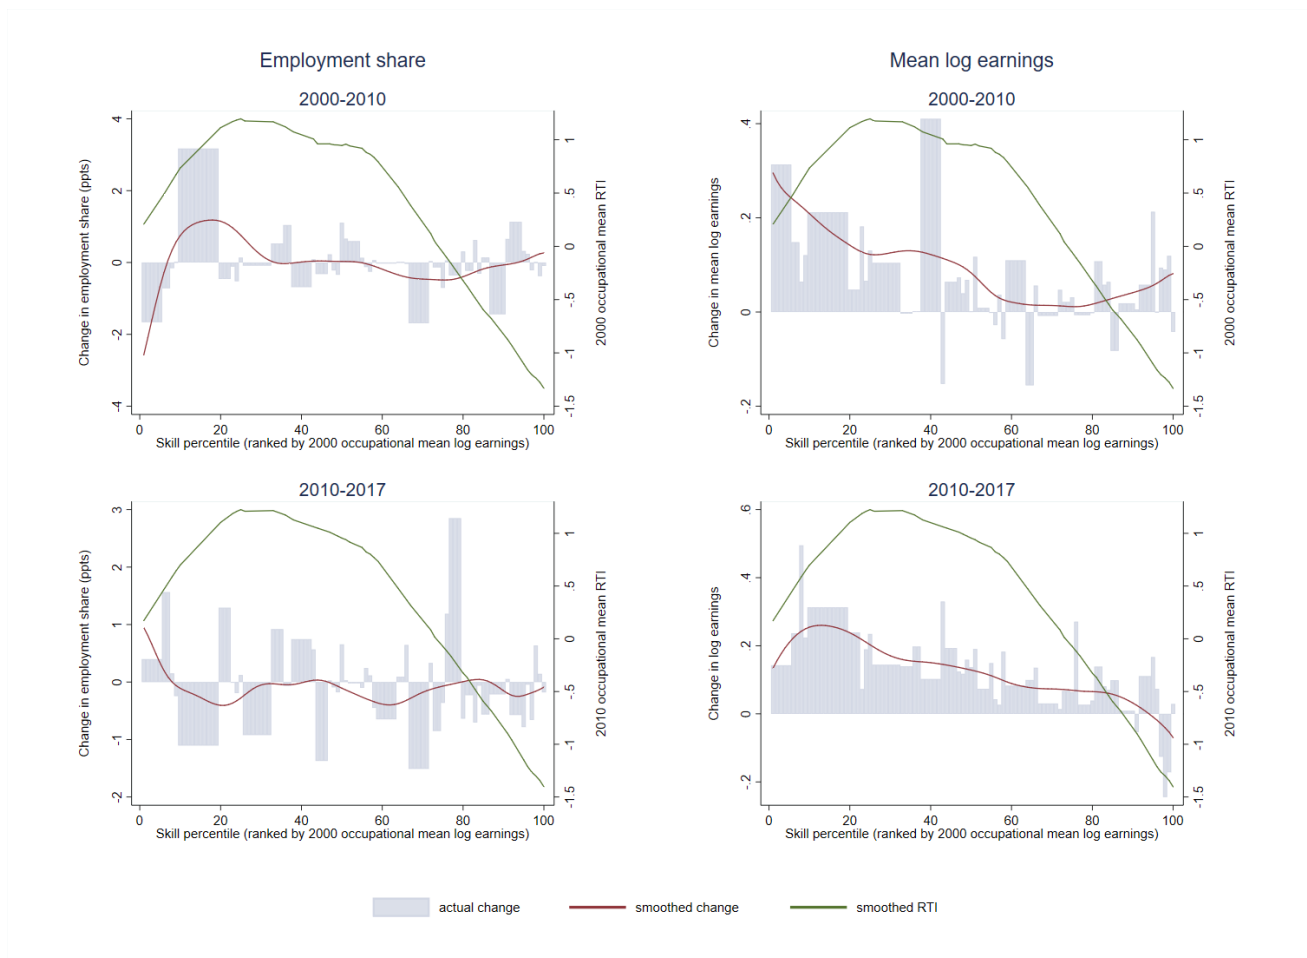 Employment share
Mean log earnings
2000-2010
Change in employment share (ppts)
4
2
0
-2
-4
2000 occupational mean RTI
1
.5
0
-.5
-1
-1.5
0 20 40 60 80 100
Skill percentile (ranked by 2000 occupational mean log earnings)
2000-2010
Change in mean log earnings
.4
.2
0
-.2
2000 occupational mean RTI
1
.5
0
-.5
-1
-1.5
0 20 40 60 80 100
Skill percentile (ranked by 2000 occupational mean log earnings)
2010-2017
Change in employment share (ppts)
3
2
1
0
-1
-2
2010 occupational mean RTI
1
.5
0
-.5
-1
-1.5
0 20 40 60 80 100
Skill percentile (ranked by 2000 occupational mean log earnings)
2010-2017
Change in log earnings
.6
.4
.2
0
-.2
2010 occupational mean RTI
1
.5
0
-.5
-1
-1.5
0 20 40 60 80 100
Skill percentile (ranked by 2000 occupational mean log earnings)
actual change smoothed change smoothed RTI